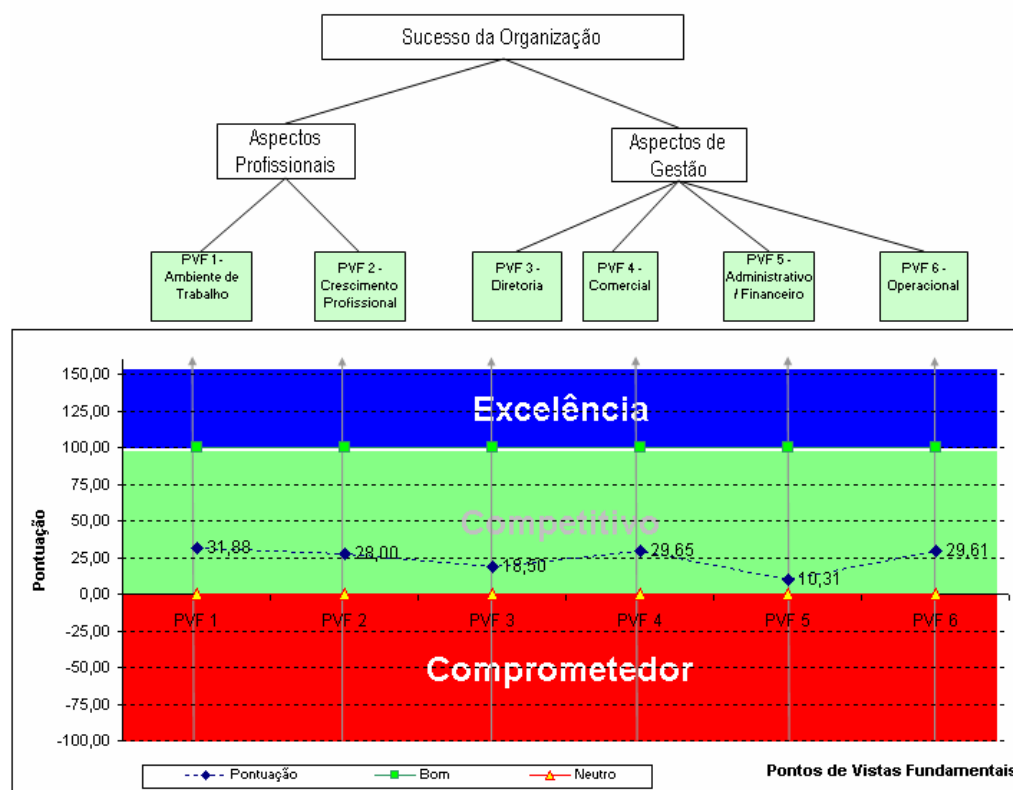 Sucesso da Organização
Aspectos
Profissionais
Aspectos de
Gestão
PVF 1 -
Ambiente de
Trabalho
PVF 2 -
Crescimento
Profissional
PVF 3 -
Diretoria
PVF 4 -
Comercial
PVF 5 -
Administrativo
/ Financeiro
PVF 6 -
Operacional
150,00
125,00
100,00
75,00
50,00
25,00
0,00
-25,00
-50,00
-75,00
-100,00
Pontuação
Excelência
Competitivo
31,88
28,00
18,50
29,65
10,31
29,61
PVF 1
PVF 2
PVF 3
PVF 4
PVF 5
PVF 6
Comprometedor
Pontuação
Bom
Neutro
Pontos de Vistas Fundamentais